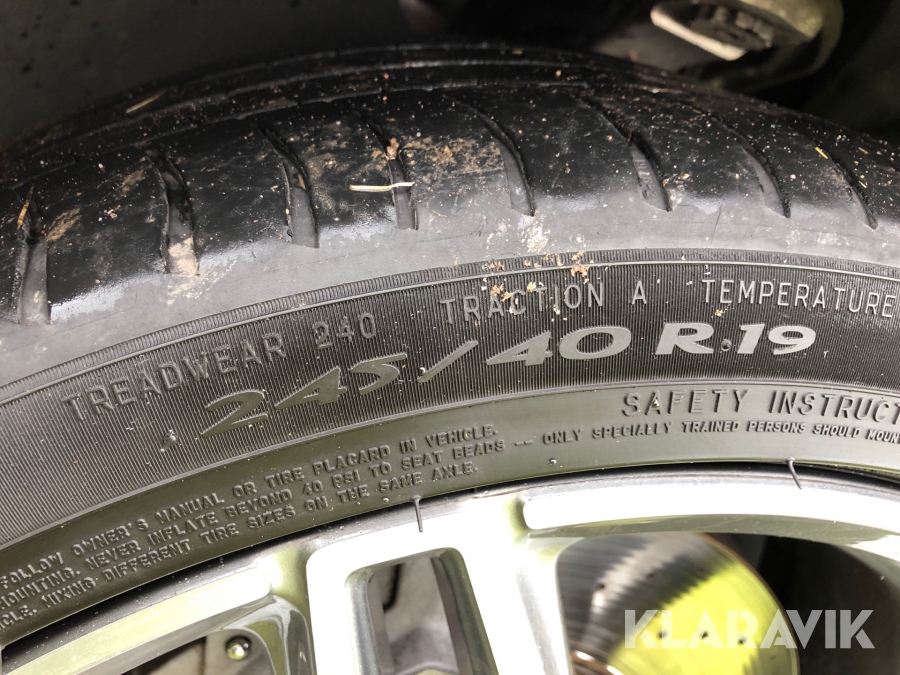 TREADWEAR 240 TRACTION A TEMPERATURE
245/40 R.19
SAFETY INSTRUCT
FOLLOW OWNER'S MANUAL OR TIRE PLACARD IN VEHICLE.
MOUNTING. NEVER INFLATE BEYOND 40 PSI TO SEAT BEADS -- ONLY SPECIALLY TRAINED PERSONS SHOULD MOUN
CLE. MIXING DIFFERENT TIRE SIZES ON THE SAME AXLE.
KLARAVIK